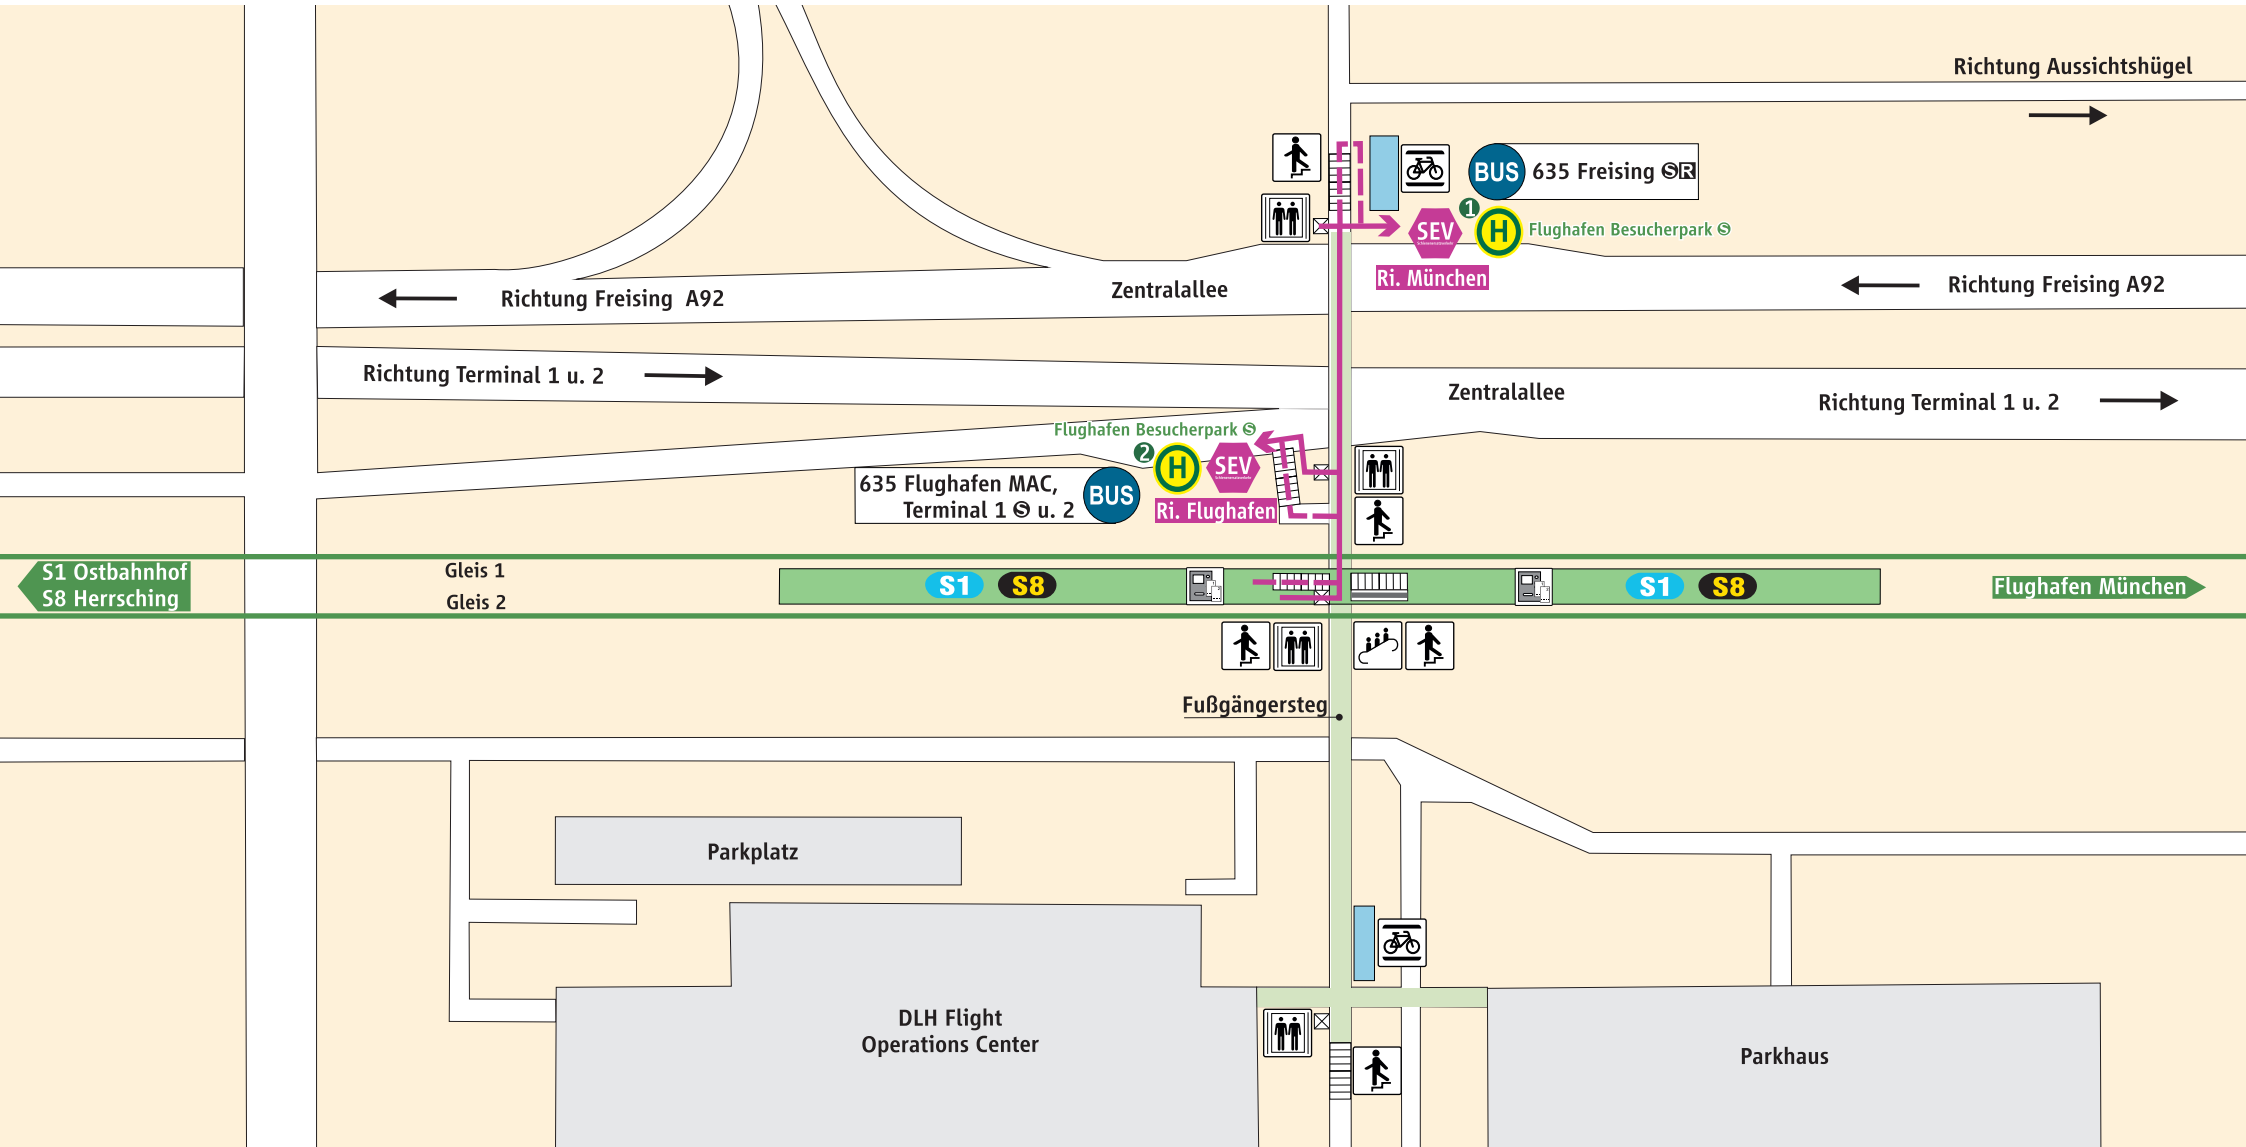 Richtung Aussichtshügel
BUS 635 Freising SR
SEV
1
H
Flughafen Besucherpark S
Ri. München
Richtung Freising A92
Zentralallee
Richtung Freising A92
Richtung Terminal 1 u. 2
Zentralallee
Richtung Terminal 1 u. 2
Flughafen Besucherpark S
2
H
SEV
635 Flughafen MAC,
Terminal 1 S u. 2
BUS
Ri. Flughafen
S1 Ostbahnhof
S8 Herrsching
Gleis 1
Gleis 2
S1 S8
S1 S8
Flughafen München
Fußgängersteg
Parkplatz
DLH Flight
Operations Center
Parkhaus